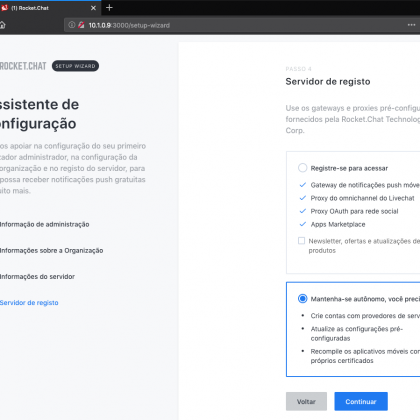 (1) Rocket.Chat
10.1.0.9:3000/setup-wizard
ROCKET.CHAT
SETUP WIZARD
ssistente de
onfiguração
os apoiar na configuração do seu primeiro
zador administrador, na configuração da
organização e no registo do servidor, para
possa receber notificações push gratuitas
uito mais.
Informação de administração
Informações sobre a Organização
Informações do servidor
Servidor de registo
PASSO 4
Servidor de registo
Use os gateways e proxies pré-configu
fornecidos pela Rocket.Chat Technolog
Corp.
Registre-se para acessar
Gateway de notificações push móve
Proxy do omnichannel do Livechat
Proxy OAuth para rede social
Apps Marketplace
Newsletter, ofertas e atualizações de
produtos
Mantenha-se autônomo, você preci
Crie contas com provedores de serv
Atualize as configurações pré-
configuradas
Recompile os aplicativos móveis com
próprios certificados
Voltar
Continuar